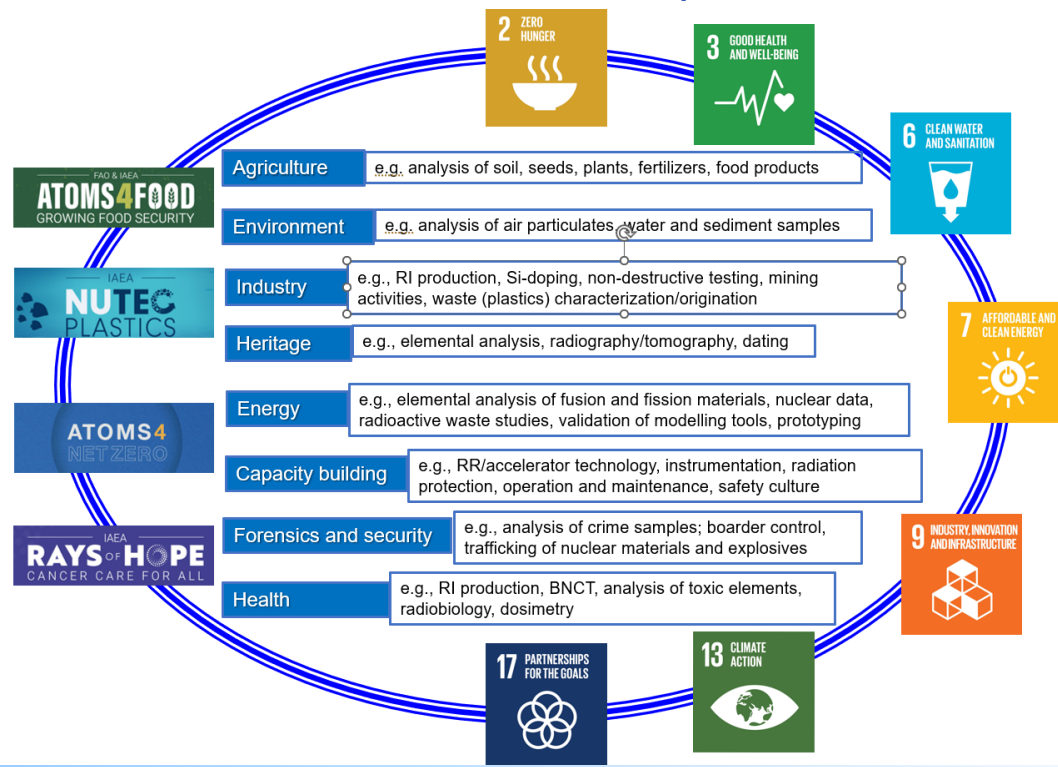 2 ZERO
HUNGER
3 GOOD HEALTH
AND WELL-BEING
6 CLEAN WATER
AND SANITATION
FAO & IAEA
ATOMS4FOOD
GROWING FOOD SECURITY
Agriculture
e.g. analysis of soil, seeds, plants, fertilizers, food products
Environment
e.g. analysis of air particulates, water and sediment samples
IAEA
NUTEC
PLASTICS
Industry
e.g., RI production, Si-doping, non-destructive testing, mining
activities, waste (plastics) characterization/origination
7 AFFORDABLE AND
CLEAN ENERGY
Heritage
e.g., elemental analysis, radiography/tomography, dating
Energy
e.g., elemental analysis of fusion and fission materials, nuclear data,
radioactive waste studies, validation of modelling tools, prototyping
ATOMS4
NETZERO
Capacity building
e.g., RR/accelerator technology, instrumentation, radiation
protection, operation and maintenance, safety culture
IAEA
RAYS OF HOPE
CANCER CARE FOR ALL
Forensics and security
e.g., analysis of crime samples; boarder control,
trafficking of nuclear materials and explosives
9 INDUSTRY, INNOVATION
AND INFRASTRUCTURE
Health
e.g., RI production, BNCT, analysis of toxic elements,
radiobiology, dosimetry
17 PARTNERSHIPS
FOR THE GOALS
13 CLIMATE
ACTION